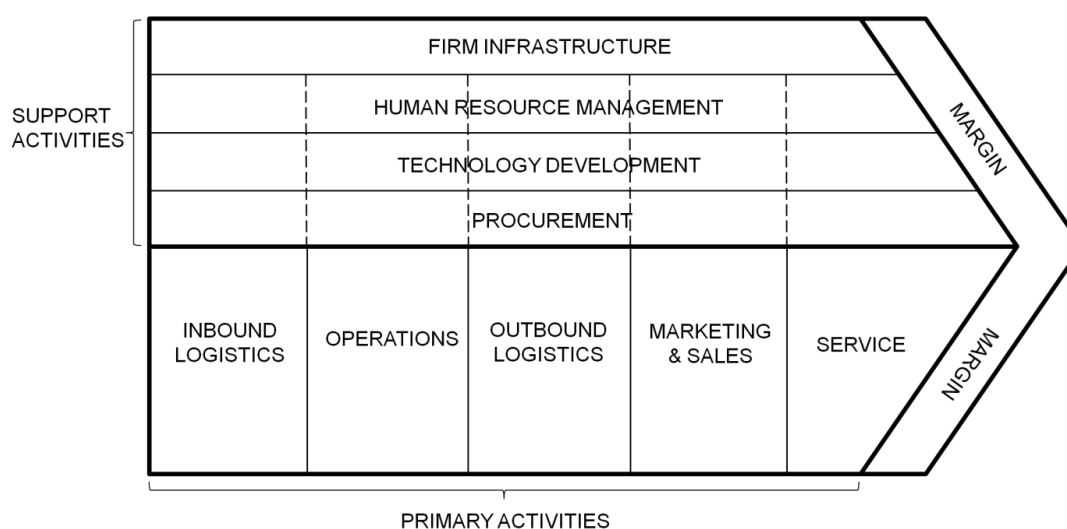 FIRM INFRASTRUCTURE
SUPPORT
ACTIVITIES
HUMAN RESOURCE MANAGEMENT
TECHNOLOGY DEVELOPMENT
PROCUREMENT
MARGIN
INBOUND
LOGISTICS
OPERATIONS
OUTBOUND
LOGISTICS
MARKETING
& SALES
SERVICE
MARGIN
PRIMARY ACTIVITIES